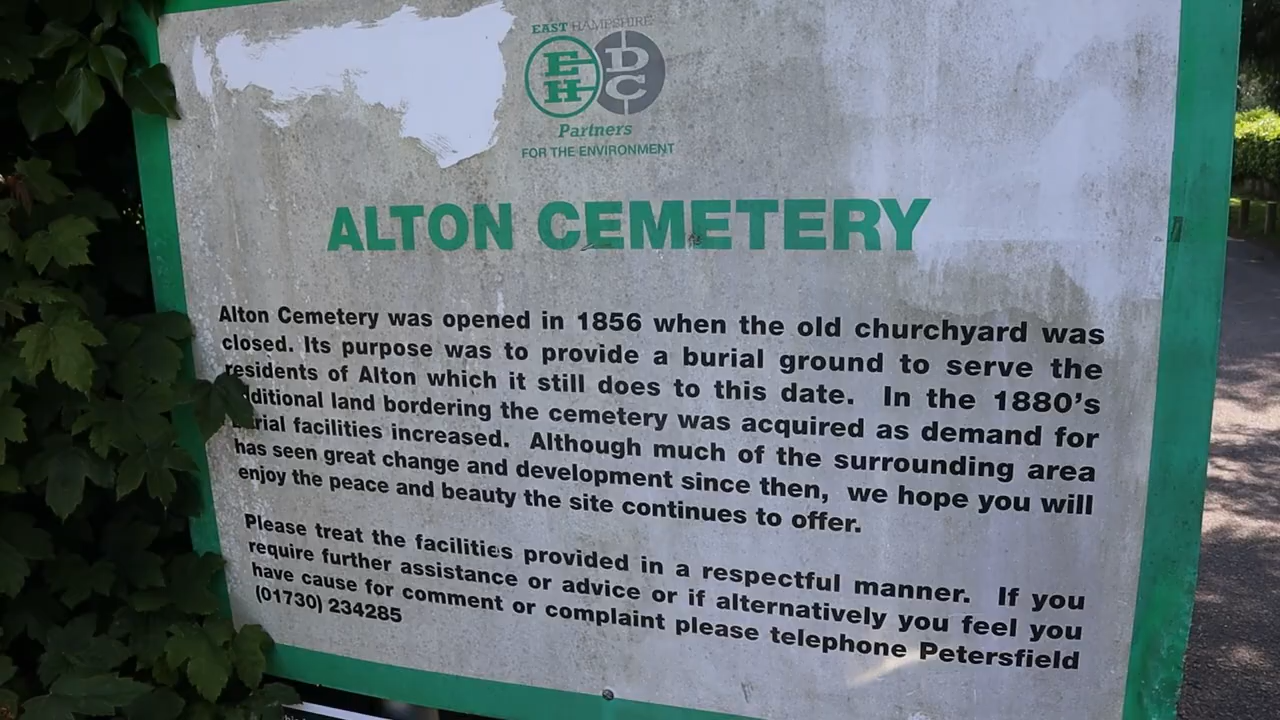 EAST HAMPSHIRE
E D
H C
Partners
FOR THE ENVIRONMENT
ALTON CEMETERY
Alton Cemetery was opened in 1856 when the old churchyard was
closed. Its purpose was to provide a burial ground to serve the
residents of Alton which it still does to this date. In the 1880's
additional land bordering the cemetery was acquired as demand for
burial facilities increased. Although much of the surrounding area
has seen great change and development since then, we hope you will
enjoy the peace and beauty the site continues to offer.
Please treat the facilities provided in a respectful manner. If you
require further assistance or advice or if alternatively you feel you
have cause for comment or complaint please telephone Petersfield
(01730) 234285